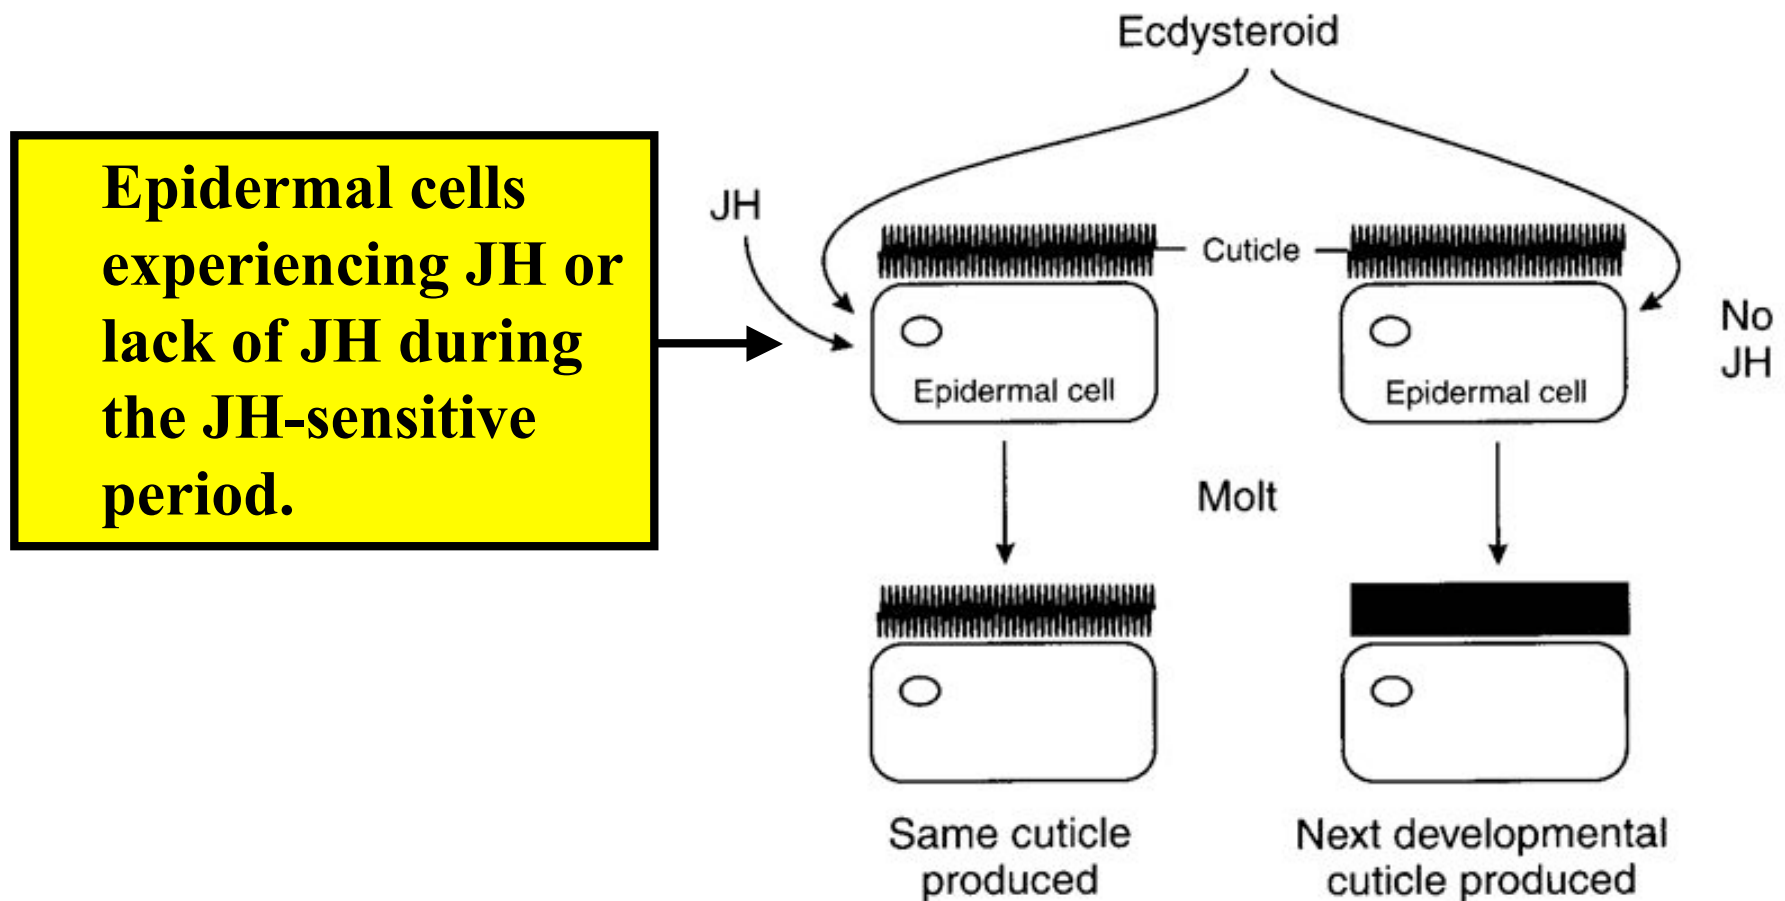 Ecdysteroid
Epidermal cells
experiencing JH or
lack of JH during
the JH-sensitive
period.
JH
Cuticle
No
JH
Epidermal cell
Epidermal cell
Molt
Same cuticle
produced
Next developmental
cuticle produced